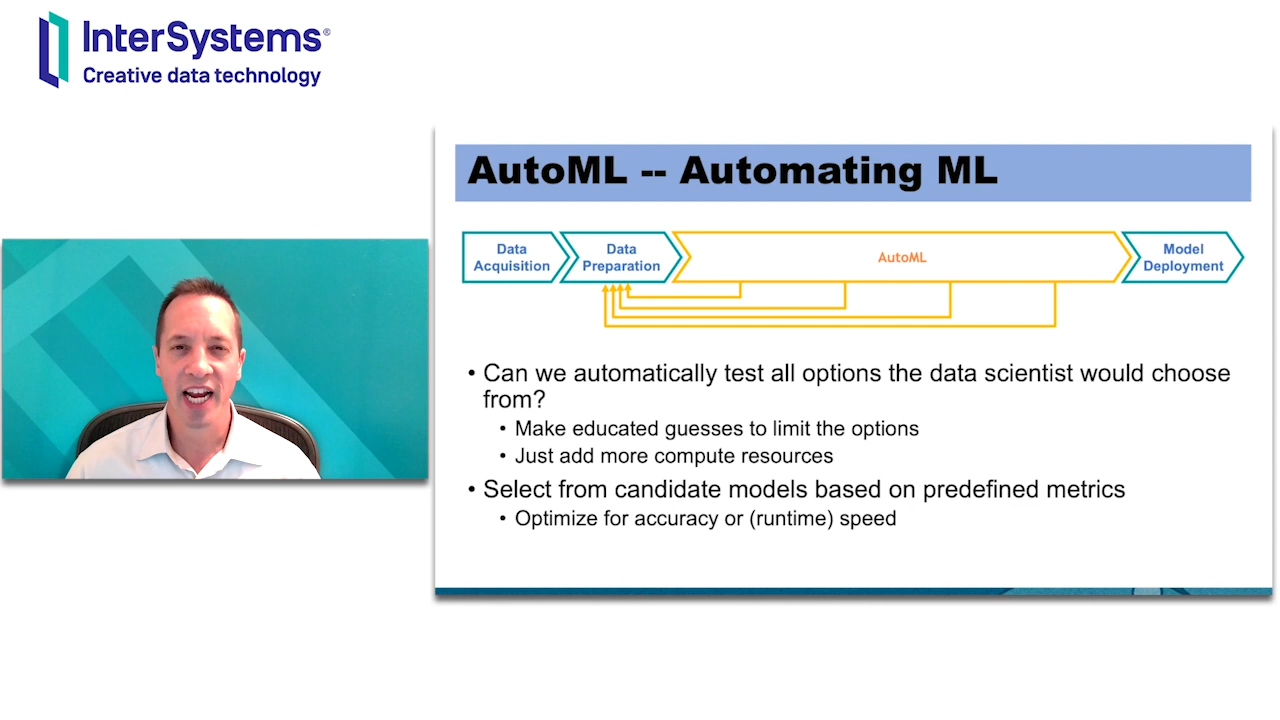 InterSystems®
Creative data technology
AutoML -- Automating ML
Data
Acquisition
Data
Preparation
AutoML
Model
Deployment
• Can we automatically test all options the data scientist would choose
from?
• Make educated guesses to limit the options
• Just add more compute resources
• Select from candidate models based on predefined metrics
• Optimize for accuracy or (runtime) speed